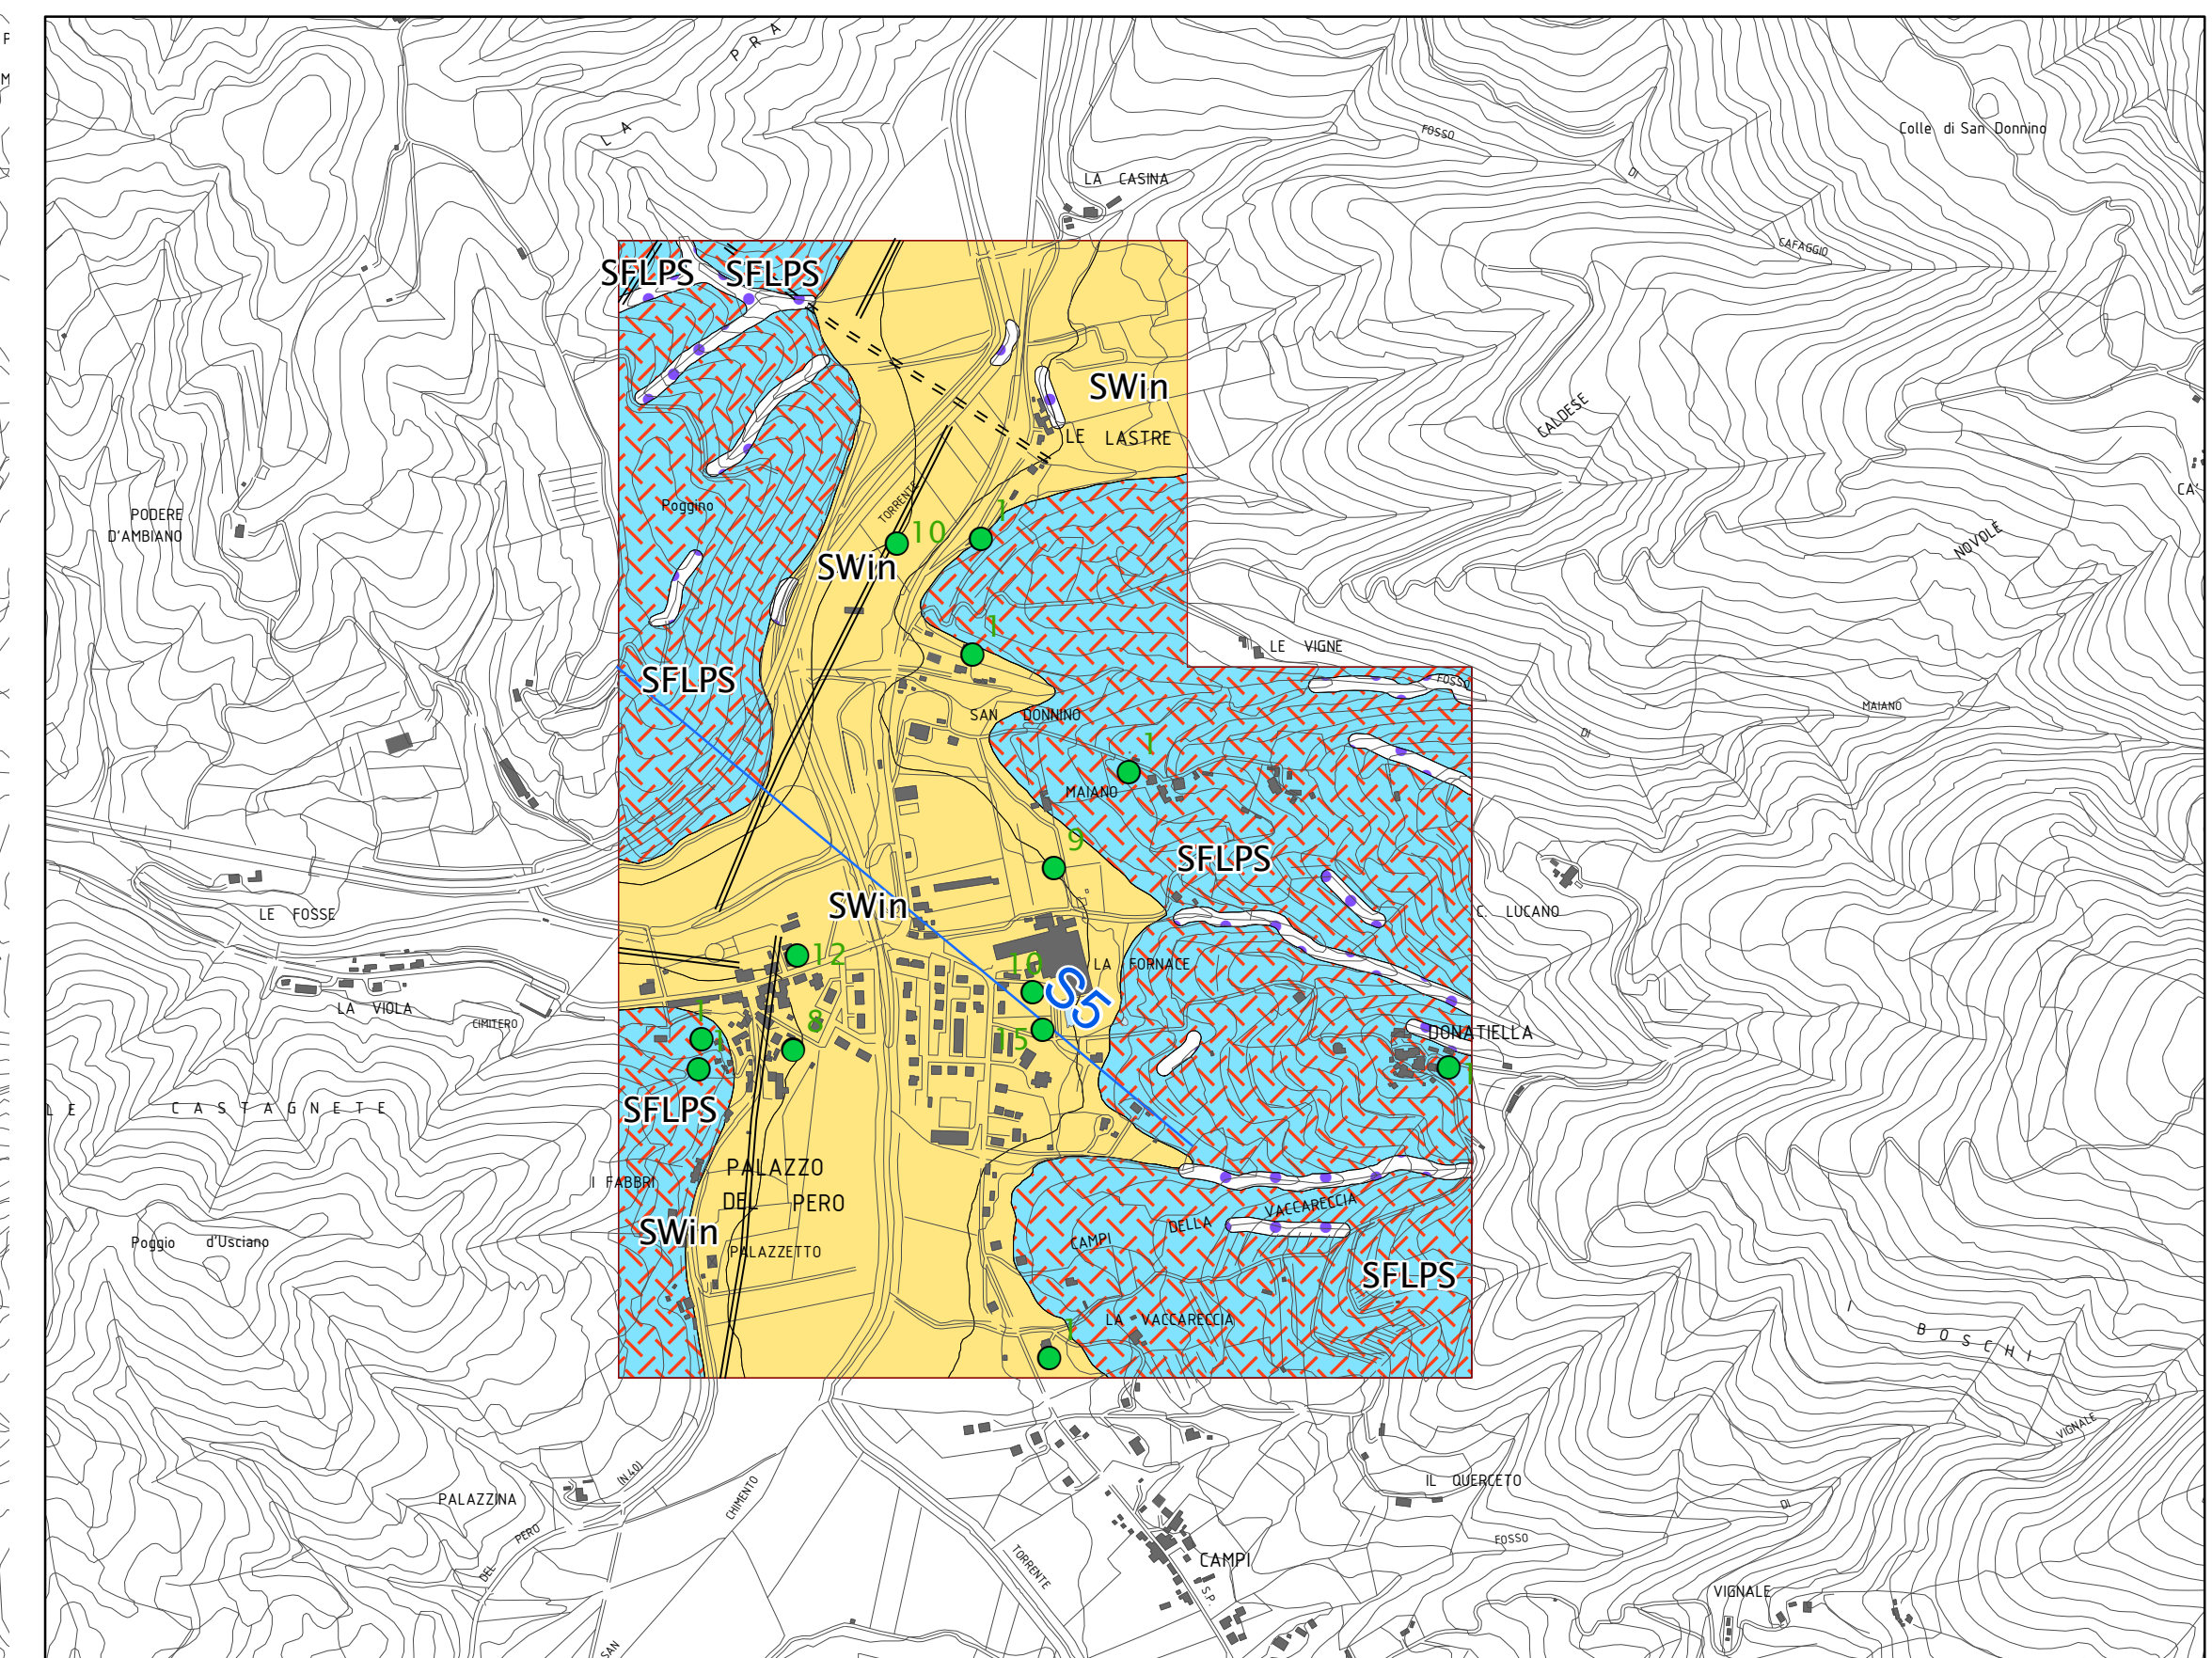 P
M
LA PRA
LA CASINA
FOSSO
DI
CAFAGGIO
Colle di San Donnino
SFLPS
SFLPS
SWin
LE LASTRE
CALDESE
CA'
PODERE
D'AMBIANO
Poggino
TORRENTE
10
1
NOVOLE
SWin
1
LE VIGNE
SFLPS
FOSSO
DI
MAIANO
SAN DONNINO
1
MAIANO
9
SFLPS
SWin
LE FOSSE
C. LUCANO
12
10
LA FORNACE
S5
LA VIOLA
CIMITERO
1
1
8
15
DONATIELLA
1
LE CASTAGNETE
SFLPS
PALAZZO
DEL PERO
I FABBRI
SWin
PALAZZETTO
Poggio d'Usciano
CAMPI DELLA VACCARECCIA
SFLPS
LA VACCARECCIA
1
I BOSCHI
VIGNALE
DI
FOSSO
PALAZZINA
(N.40)
DEL PERO
CHIMENTO
SAN
IL QUERCETO
TORRENTE
CAMPI
S.P.
VIGNALE